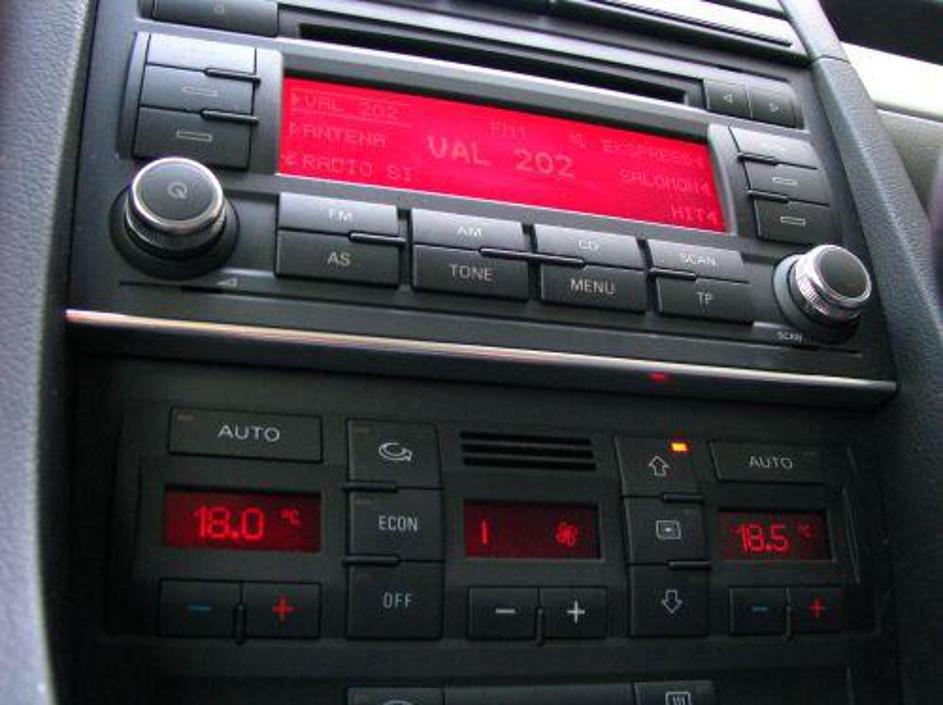 VAL 202
FM1
EKSPRES
ANTENA
VAL 202
SALOMON
RADIO SI
HIT
FM
AM
CD
SCAN
AS
TONE
MENU
TP
SCAN
AUTO
AUTO
18.0 °C
ECON
1
18.5 °C
OFF
- +
- +
- +